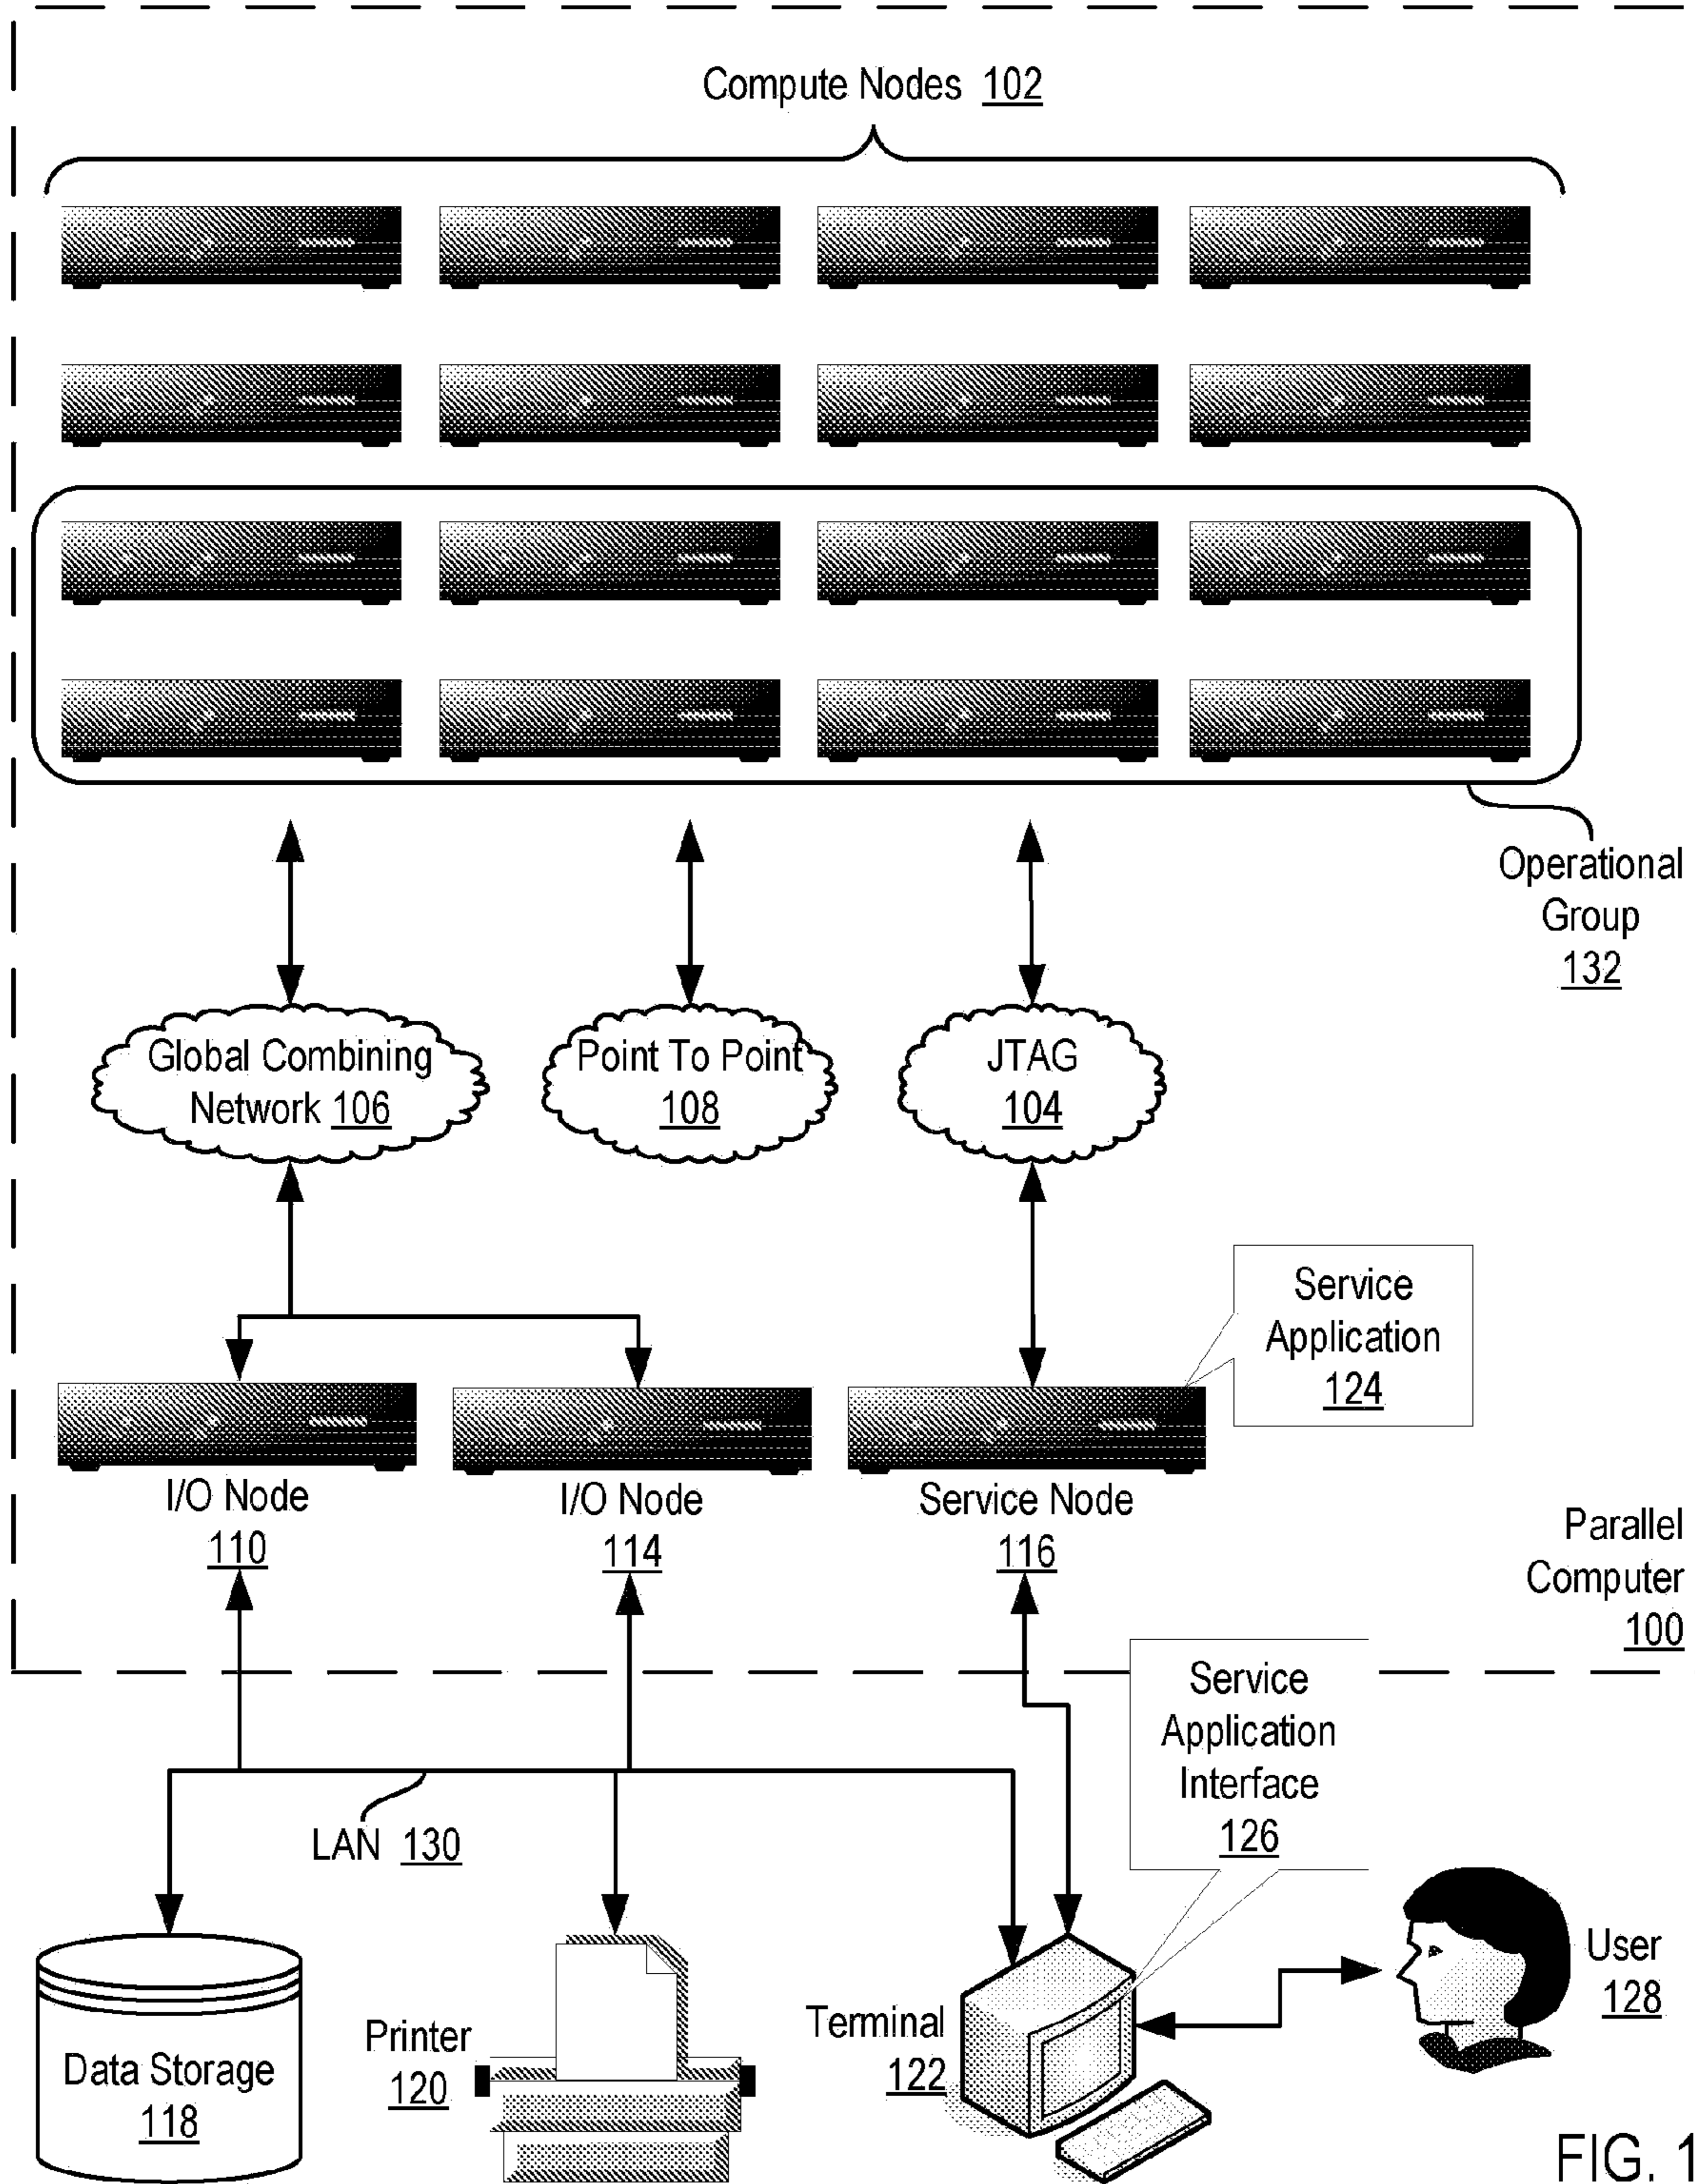 Compute Nodes 102
Operational
Group
132
Global Combining
Network 106
Point To Point
108
JTAG
104
Service
Application
124
I/O Node
110
I/O Node
114
Service Node
116
Parallel
Computer
100
Service
Application
Interface
126
LAN 130
Data Storage
118
Printer
120
Terminal
122
User
128
FIG. 1